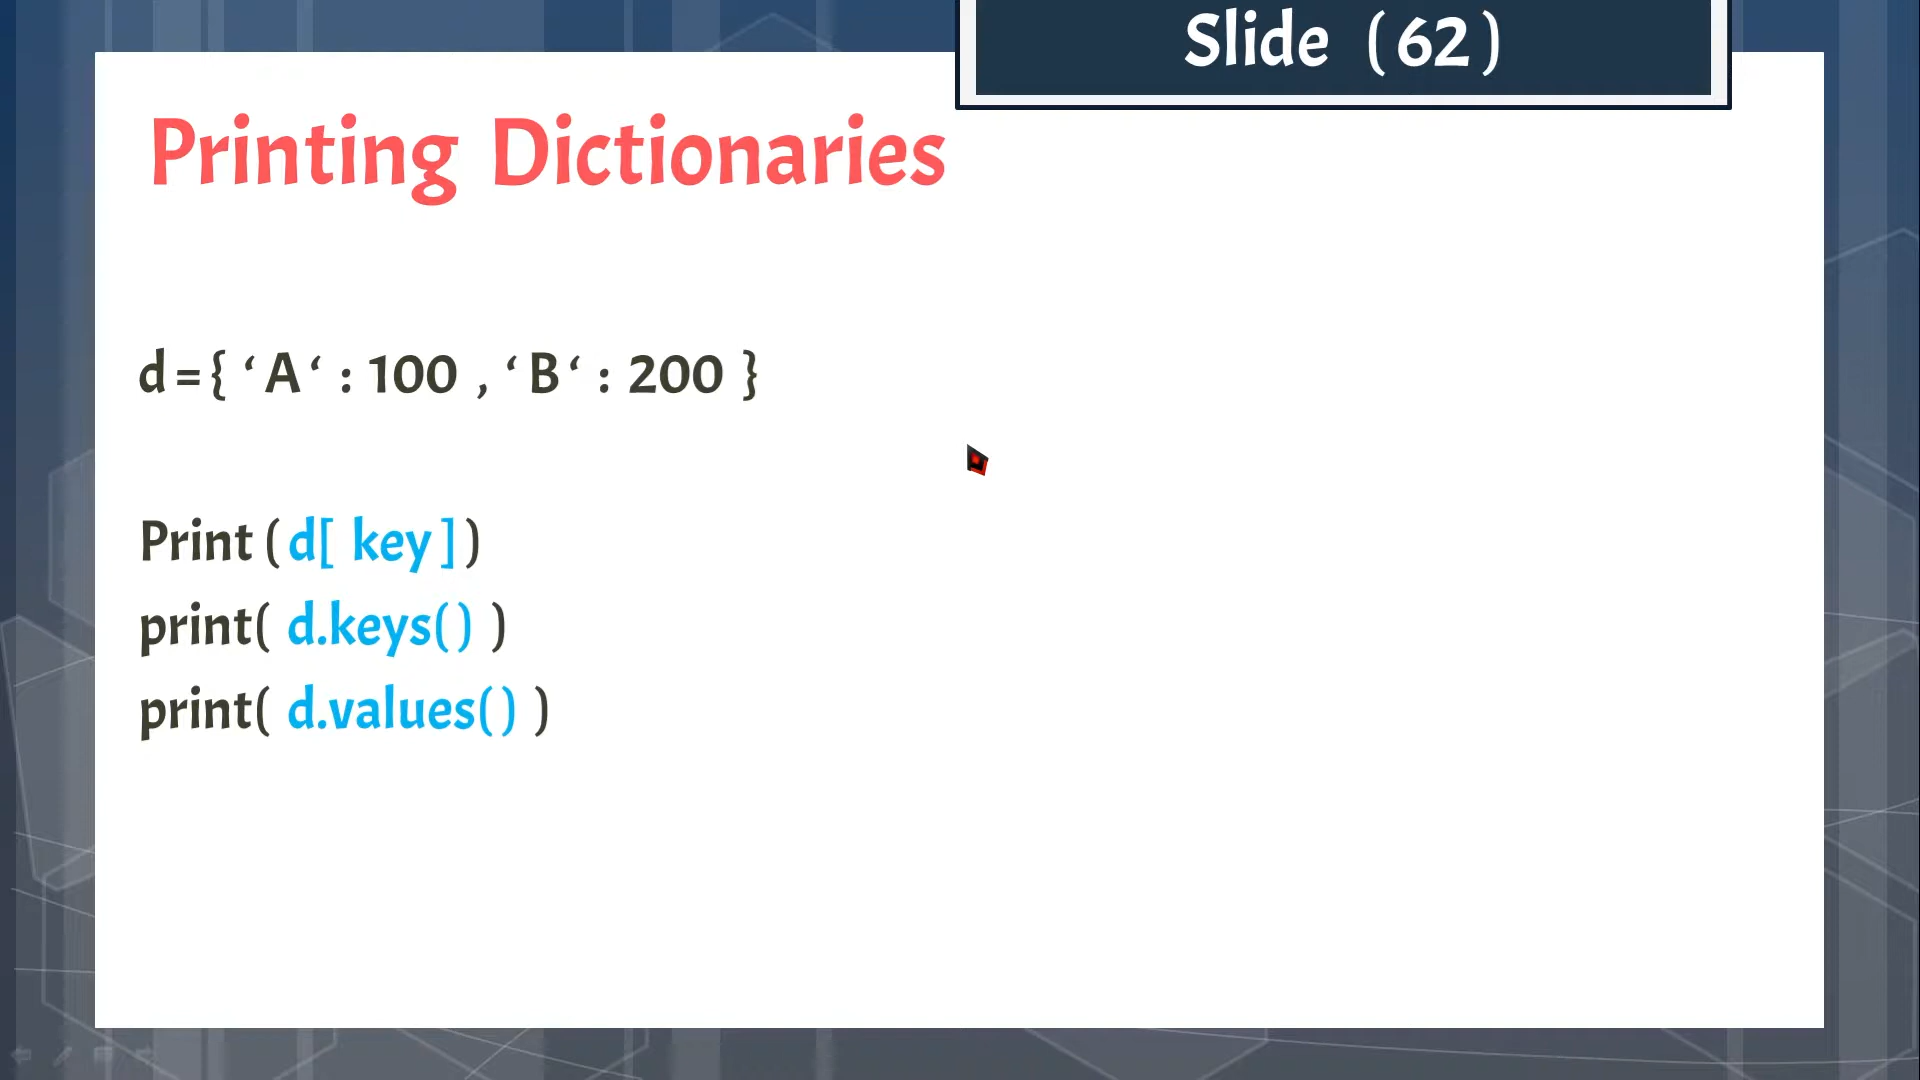 Slide (62)
Printing Dictionaries
d={ ‘A‘ : 100 , ‘B‘ : 200 }
Print (d[ key])
print( d.keys() )
print( d.values() )